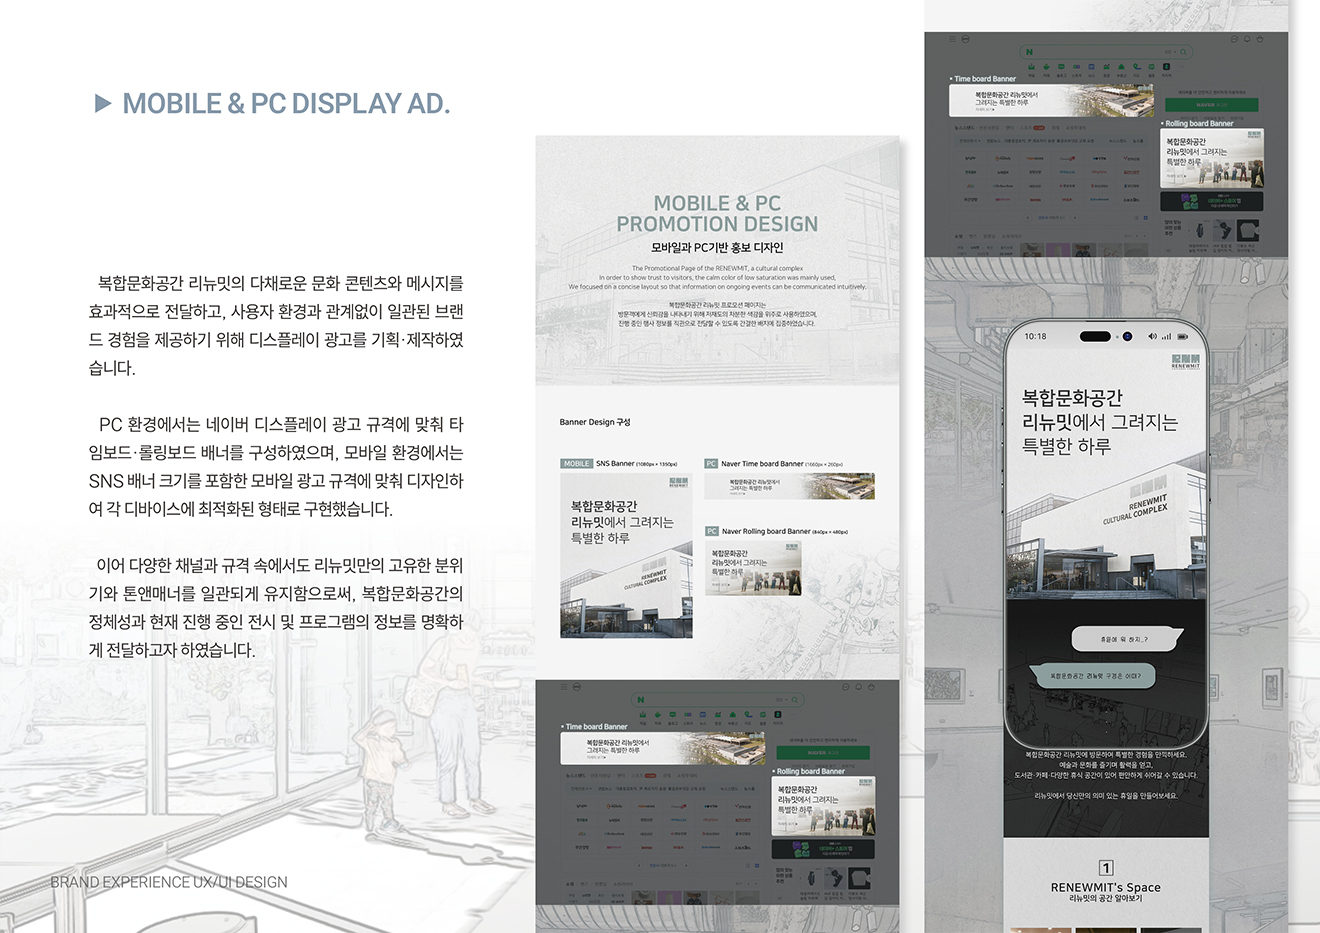 ▶ MOBILE & PC DISPLAY AD.
복합문화공간 리뉴밋의 다채로운 문화 콘텐츠와 메시지를
효과적으로 전달하고, 사용자 환경과 관계없이 일관된 브랜
드 경험을 제공하기 위해 디스플레이 광고를 기획·제작하였
습니다.
PC 환경에서는 네이버 디스플레이 광고 규격에 맞춰 타
임보드·롤링보드 배너를 구성하였으며, 모바일 환경에서는
SNS 배너 크기를 포함한 모바일 광고 규격에 맞춰 디자인하
여 각 디바이스에 최적화된 형태로 구현했습니다.
이어 다양한 채널과 규격 속에서도 리뉴밋만의 고유한 분위
기와 톤앤매너를 일관되게 유지함으로써, 복합문화공간의
정체성과 현재 진행 중인 전시 및 프로그램의 정보를 명확하
게 전달하고자 하였습니다.
BRAND EXPERIENCE UX/UI DESIGN
MOBILE & PC
PROMOTION DESIGN
모바일과 PC기반 홍보 디자인
The Promotional Page of the RENEWMIT, a cultural complex
In order to show trust to visitors, the calm color of low saturation was mainly used,
We focused on a concise layout so that information on ongoing events can be communicated intuitively.
복합문화공간 리뉴밋 프로모션 페이지는
방문객에게 신뢰감을 나타내기 위해 저채도의 차분한 색감을 위주로 사용하였으며,
진행 중인 행사 정보를 직관으로 전달할 수 있도록 간결한 배치에 집중하였습니다.
Banner Design 구성
MOBILE SNS Banner (1080px × 1350px)
RENEWMIT
복합문화공간
리뉴밋에서 그려지는
특별한 하루
RENEWMIT
CULTURAL COMPLEX
PC Naver Time board Banner (1660px × 260px)
복합문화공간 리뉴밋에서
그려지는 특별한 하루
PC Naver Rolling board Banner (840px × 480px)
복합문화공간
리뉴밋에서 그려지는
특별한 하루
N
• Time board Banner
복합문화공간 리뉴밋에서
그려지는 특별한 하루
• Rolling board Banner
복합문화공간
리뉴밋에서 그려지는
특별한 하루
N
• Time board Banner
복합문화공간 리뉴밋에서
그려지는 특별한 하루
• Rolling board Banner
복합문화공간
리뉴밋에서 그려지는
특별한 하루
10:18
RENEWMIT
복합문화공간
리뉴밋에서 그려지는
특별한 하루
RENEWMIT
CULTURAL COMPLEX
휴일에 뭐 하지..?
복합문화공간 리뉴밋 구경은 어때?
복합문화공간 리뉴밋에 방문하여 특별한 경험을 만끽하세요.
예술과 문화를 즐기며 활력을 얻고,
도서관·카페·다양한 휴식 공간이 있어 편안하게 쉬어갈 수 있습니다.
리뉴밋에서 당신만의 의미 있는 휴일을 만들어보세요.
1
RENEWMIT's Space
리뉴밋의 공간 알아보기